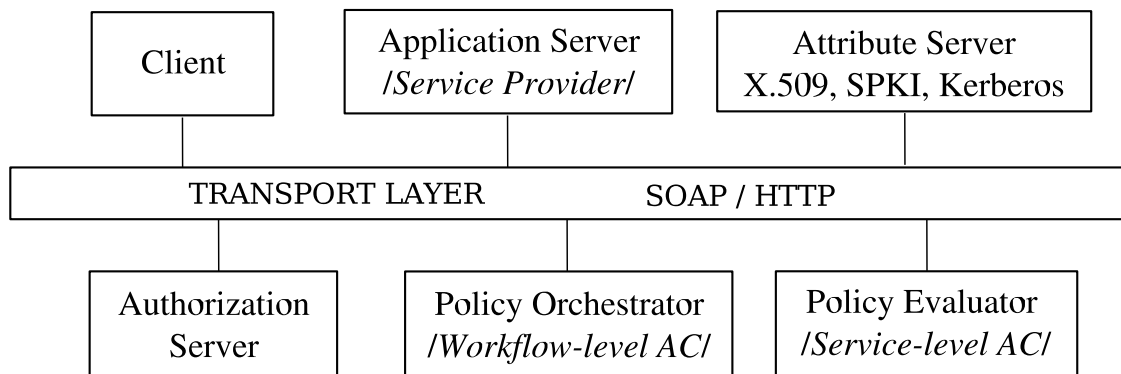 Client
Application Server
/Service Provider/
Attribute Server
X.509, SPKI, Kerberos
TRANSPORT LAYER SOAP / HTTP
Authorization
Server
Policy Orchestrator
/Workflow-level AC/
Policy Evaluator
/Service-level AC/